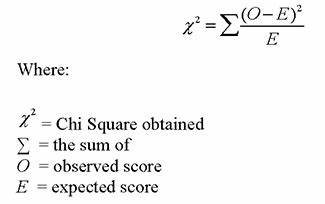 χ² = ∑ (O – E)² / E
Where:
χ² = Chi Square obtained
∑ = the sum of
O = observed score
E = expected score